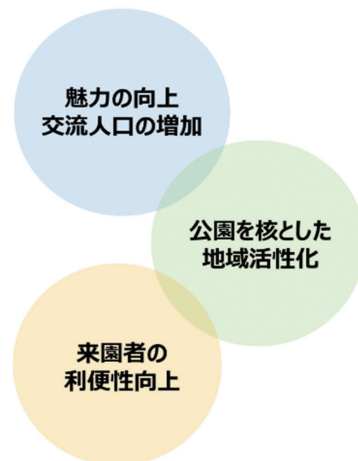 魅力の向上
交流人口の増加
公園を核とした
地域活性化
来園者の
利便性向上